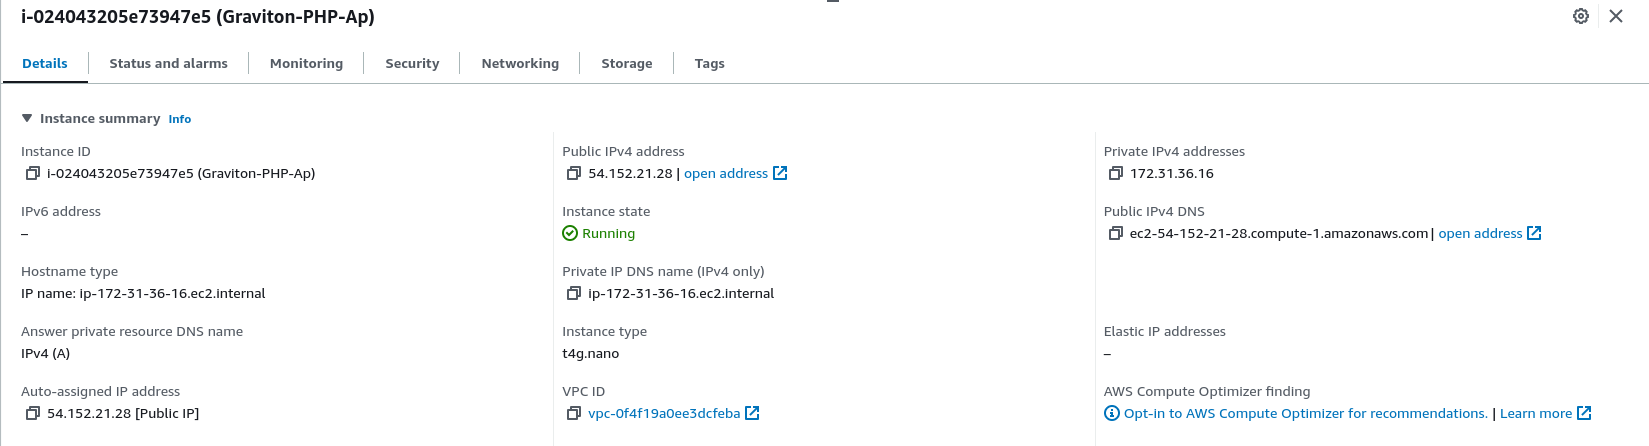 i-024043205e73947e5 (Graviton-PHP-Ap)
Details Status and alarms Monitoring Security Networking Storage Tags
Instance summary Info
Instance ID
i-024043205e73947e5 (Graviton-PHP-Ap)
Public IPv4 address
54.152.21.28 | open address
Private IPv4 addresses
172.31.36.16
IPv6 address
–
Instance state
Running
Public IPv4 DNS
ec2-54-152-21-28.compute-1.amazonaws.com | open address
Hostname type
IP name: ip-172-31-36-16.ec2.internal
Private IP DNS name (IPv4 only)
ip-172-31-36-16.ec2.internal
Answer private resource DNS name
IPv4 (A)
Instance type
t4g.nano
Elastic IP addresses
–
Auto-assigned IP address
54.152.21.28 [Public IP]
VPC ID
vpc-0f4f19a0ee3dcfeba
AWS Compute Optimizer finding
Opt-in to AWS Compute Optimizer for recommendations. | Learn more